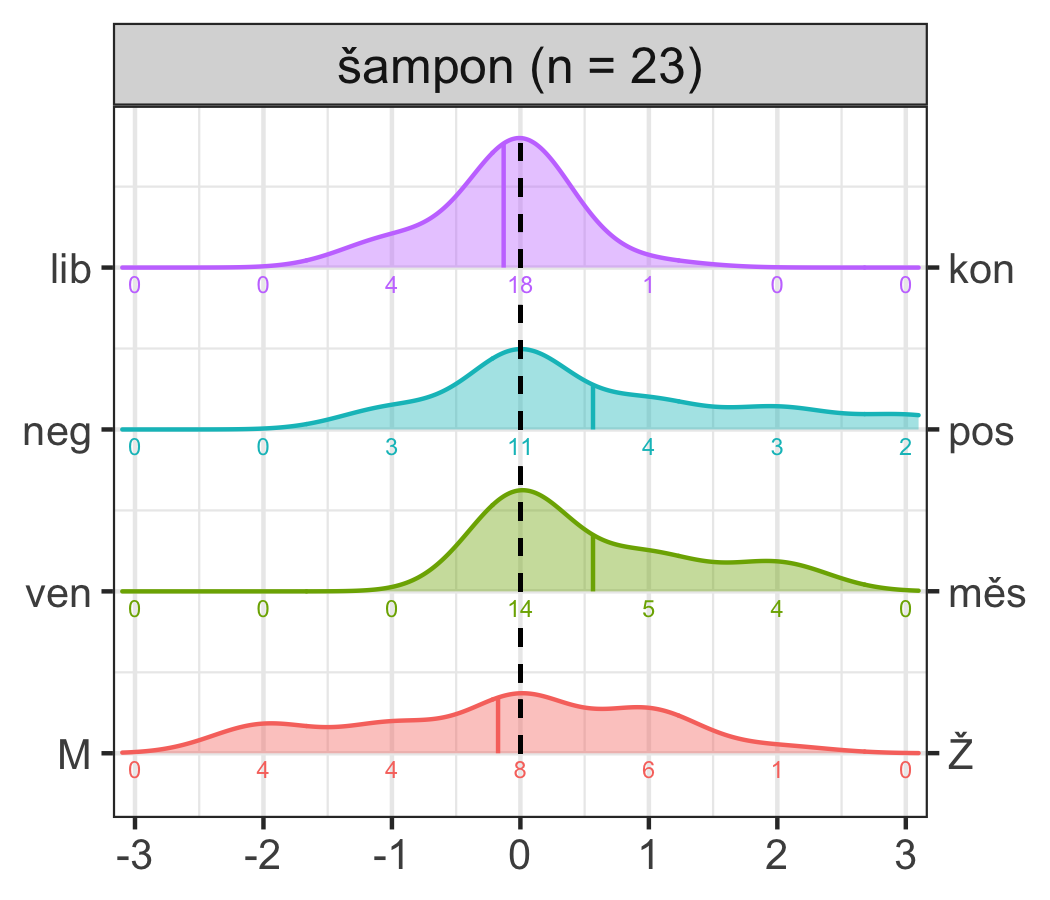 šampon (n = 23)
lib kon
0 0 4 18 1 0 0
neg pos
0 0 3 11 4 3 2
ven měs
0 0 0 14 5 4 0
M Ž
0 4 4 8 6 1 0
-3 -2 -1 0 1 2 3